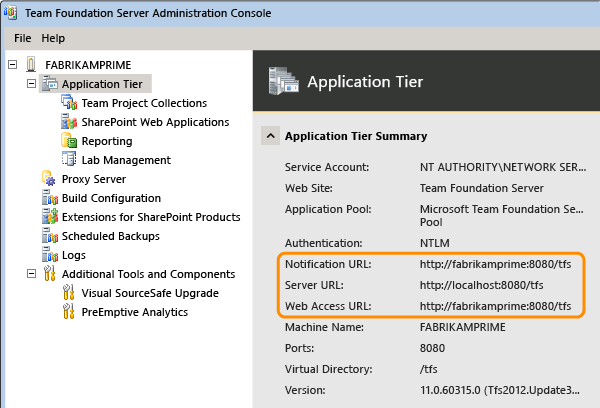 Team Foundation Server Administration Console
File Help
FABRIKAMPRIME
Application Tier
Team Project Collections
SharePoint Web Applications
Reporting
Lab Management
Proxy Server
Build Configuration
Extensions for SharePoint Products
Scheduled Backups
Logs
Additional Tools and Components
Visual SourceSafe Upgrade
PreEmptive Analytics
Application Tier
Application Tier Summary
Service Account: NT AUTHORITY\NETWORK SER...
Web Site: Team Foundation Server
Application Pool: Microsoft Team Foundation Se...
Pool
Authentication: NTLM
Notification URL: http://fabrikamprime:8080/tfs
Server URL: http://localhost:8080/tfs
Web Access URL: http://fabrikamprime:8080/tfs
Machine Name: FABRIKAMPRIME
Ports: 8080
Virtual Directory: /tfs
Version: 11.0.60315.0 (Tfs2012.Update3...